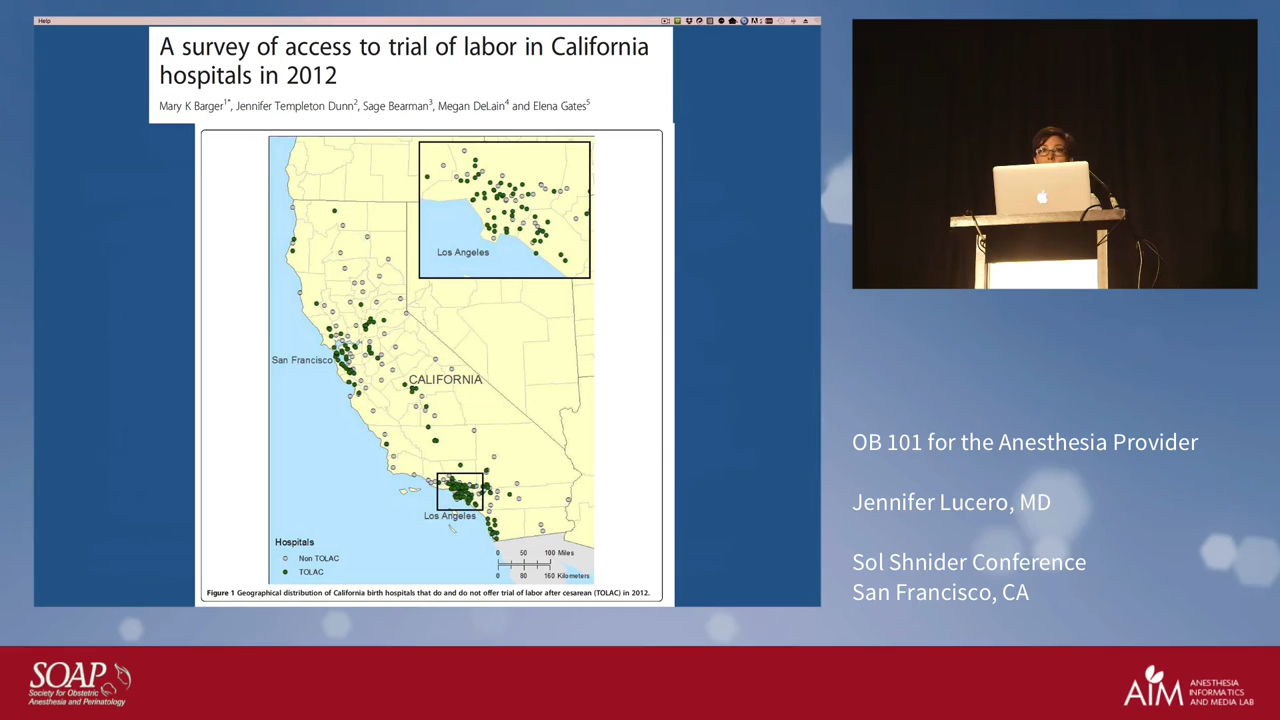 Help
A survey of access to trial of labor in California
hospitals in 2012
Mary K Barger1*, Jennifer Templeton Dunn2, Sage Bearman3, Megan DeLain4 and Elena Gates5
Los Angeles
San Francisco
CALIFORNIA
Los Angeles
Hospitals
Non TOLAC
TOLAC
0 50 100 Miles
0 80 160 Kilometers
Figure 1 Geographical distribution of California birth hospitals that do and do not offer trial of labor after cesarean (TOLAC) in 2012.
OB 101 for the Anesthesia Provider
Jennifer Lucero, MD
Sol Shnider Conference
San Francisco, CA
SOAP
Society for Obstetric
Anesthesia and Perinatology
AIM
ANESTHESIA
INFORMATICS
AND MEDIA LAB